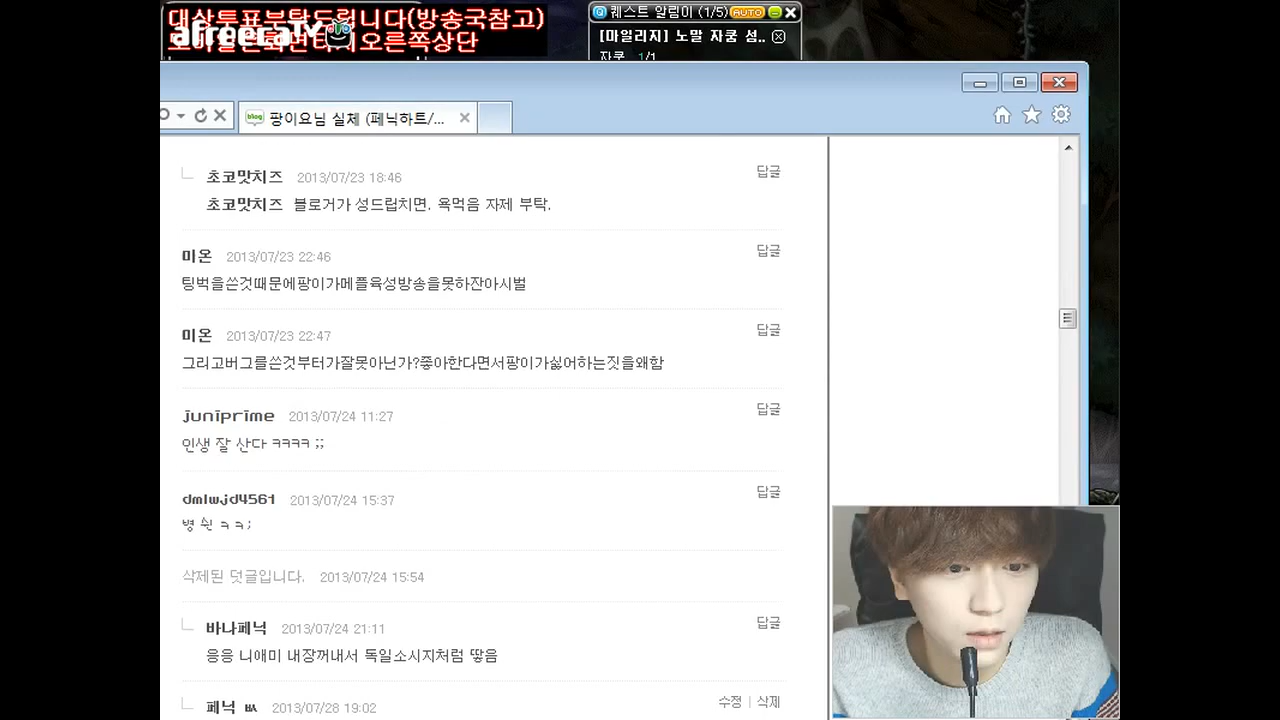 대상투표부탁드립니다(방송국참고)
afreecaTV
오른쪽상단
퀘스트 알림이 (1/5) AUTO
[마일리지] 노말 자쿰 섬..
자쿰 1/1
blog 팡이요님 실체 (페닉하트/...
초코맛치즈 2013/07/23 18:46 답글
초코맛치즈 블로거가 성드립치면. 욕먹음 자제 부탁.
미온 2013/07/23 22:46 답글
팅벅을쓴것때문에팡이가메플육성방송을못하잔아시벌
미온 2013/07/23 22:47 답글
그리고버그를쓴것부터가잘못아닌가?좋아한다면서팡이가싫어하는짓을왜함
juniprime 2013/07/24 11:27 답글
인생 잘 산다 ㅋㅋㅋㅋ ;;
dmlwjd4561 2013/07/24 15:37 답글
병 쉰 ㅋ ㅋ ;
삭제된 덧글입니다. 2013/07/24 15:54
바나페닉 2013/07/24 21:11 답글
응응 니애미 내장꺼내서 독일소시지처럼 땋음
페닉 2013/07/28 19:02 수정 | 삭제